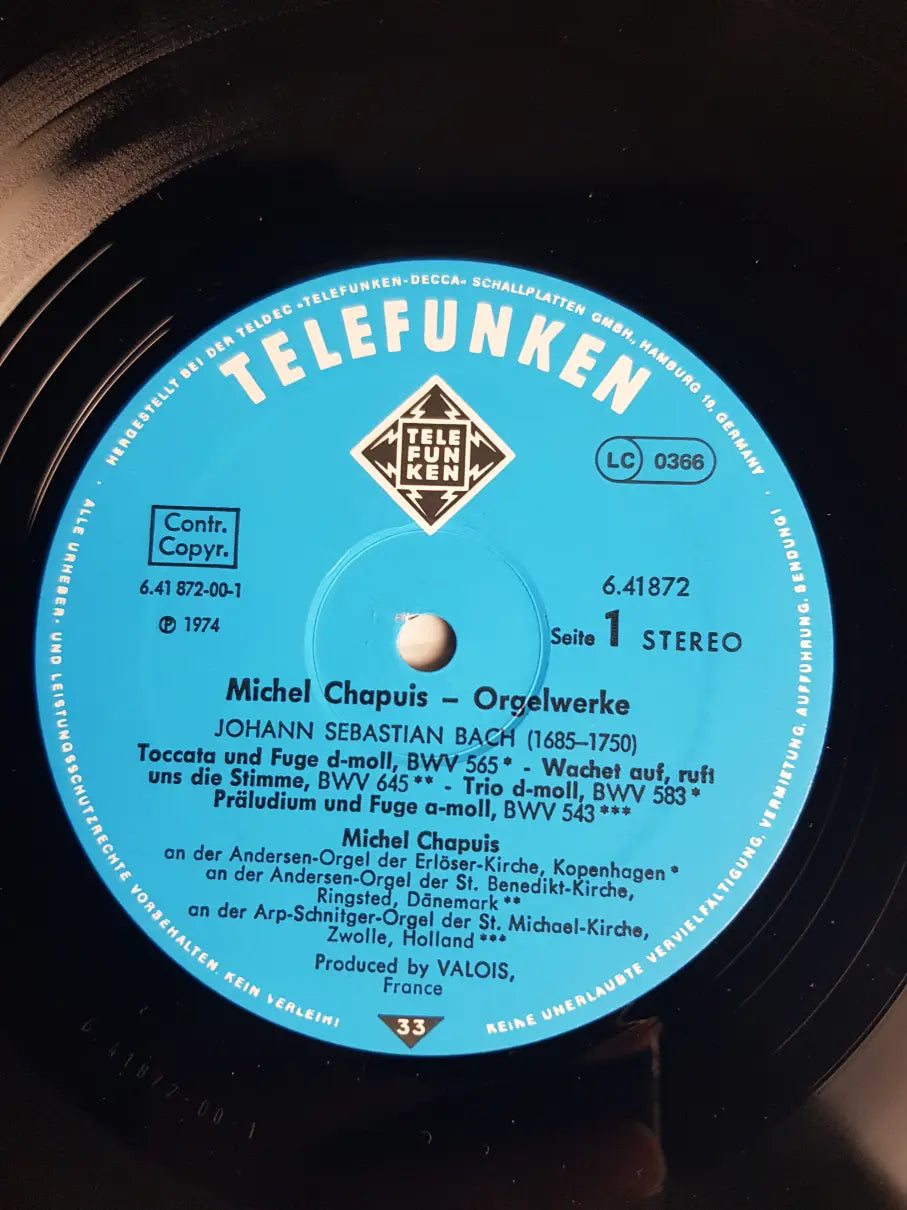 HERGESTELLT BEI DER TELDEC »TELEFUNKEN-DECCA« SCHALLPLATTEN GMBH., HAMBURG 19, GERMANY
TELEFUNKEN
TELE
FUN
KEN
LC 0366
Contr.
Copyr.
6.41 872-00-1
℗ 1974
6.41872
Seite 1 STEREO
Michel Chapuis – Orgelwerke
JOHANN SEBASTIAN BACH (1685–1750)
Toccata und Fuge d-moll, BWV 565* - Wachet auf, ruft
uns die Stimme, BWV 645** - Trio d-moll, BWV 583*
Präludium und Fuge a-moll, BWV 543***
Michel Chapuis
an der Andersen-Orgel der Erlöser-Kirche, Kopenhagen*
an der Andersen-Orgel der St. Benedikt-Kirche,
Ringsted, Dänemark**
an der Arp-Schnitger-Orgel der St. Michael-Kirche,
Zwolle, Holland***
Produced by VALOIS,
France
33
ALLE URHEBER- UND LEISTUNGSSCHUTZRECHTE VORBEHALTEN. KEIN VERLEIH!
KEINE UNERLAUBTE VERVIELFÄLTIGUNG, VERMIETUNG, AUFFÜHRUNG, SENDUNG!
6.41872-00-1